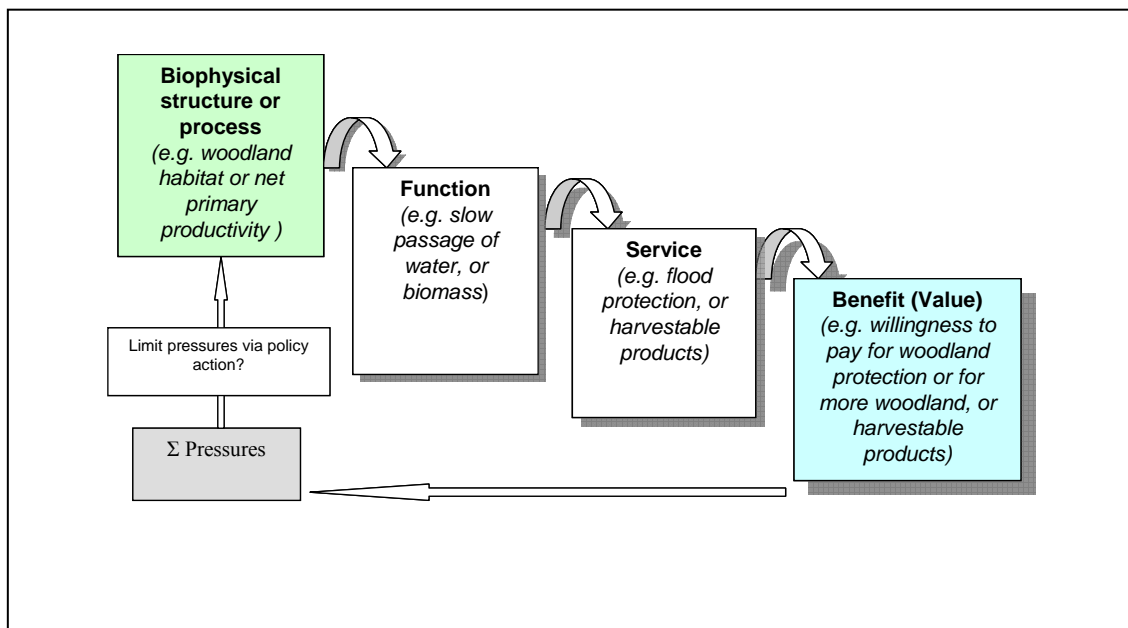 Biophysical
structure or
process
(e.g. woodland
habitat or net
primary
productivity )
Function
(e.g. slow
passage of
water, or
biomass)
Service
(e.g. flood
protection, or
harvestable
products)
Benefit (Value)
(e.g. willingness to
pay for woodland
protection or for
more woodland, or
harvestable
products)
Limit pressures via policy
action?
Σ Pressures